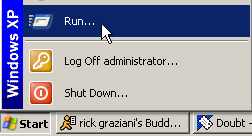 Run...
Windows XP
Log Off administrator...
Shut Down...
Start rick graziani's Budd... Doubt -